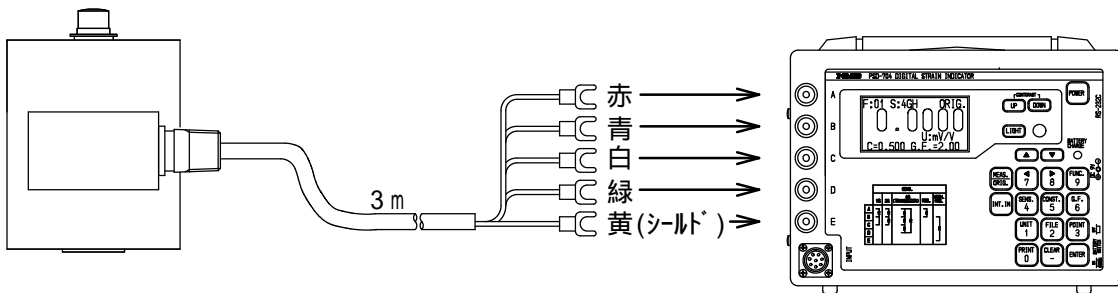 PSD-704 DIGITAL STRAIN INDICATOR
F:01 S:4GH ORIG.
0.0000
U:mV/V
C=0.500 G.F.=2.00
CONTRAST
UP DOWN
POWER
LIGHT
RS-232C
BATTERY CHARGE
A
B
C
D
E
INPUT
MEAS. ORIG.
7
8
FUNC. 9
INT.IN
SENS. 4
CONST. 5
G.F. 6
UNIT 1
FILE 2
POINT 3
PRINT 0
CLEAR -
ENTER
3m
赤
青
白
緑
黄(シールド)